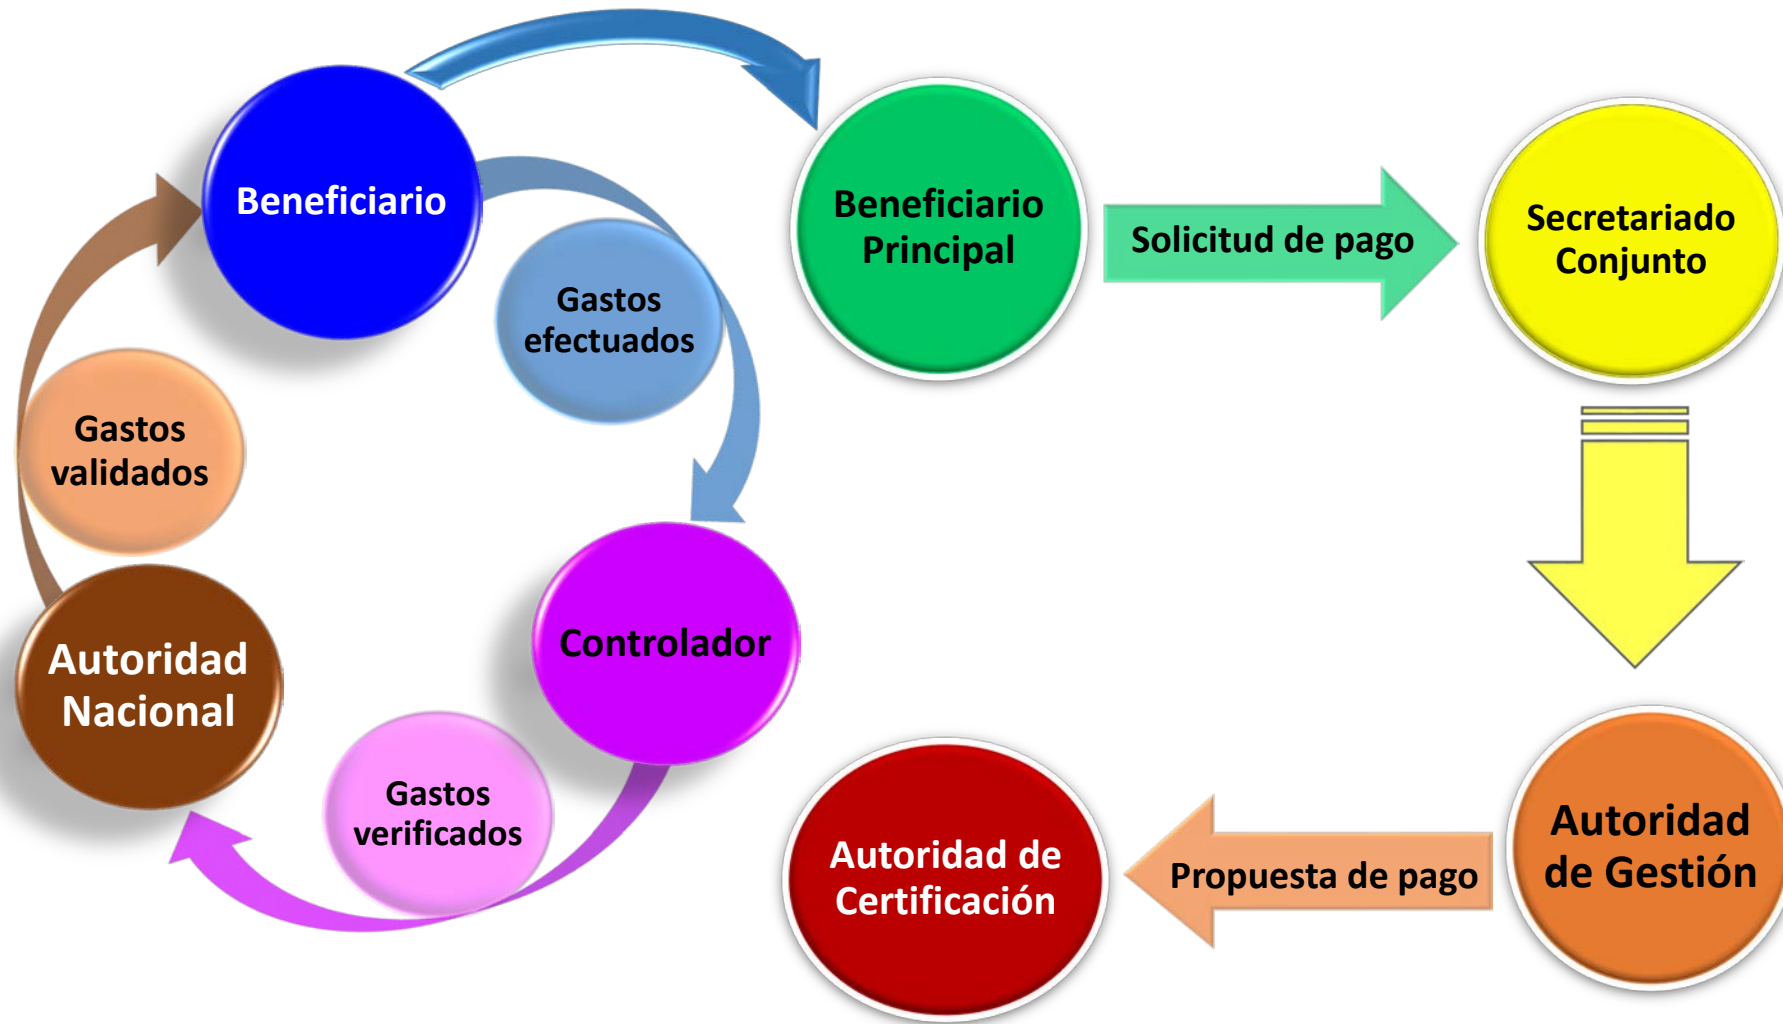 Beneficiario
Gastos
efectuados
Controlador
Gastos
verificados
Autoridad
Nacional
Gastos
validados
Beneficiario
Principal
Solicitud de pago
Secretariado
Conjunto
Autoridad
de Gestión
Propuesta de pago
Autoridad de
Certificación